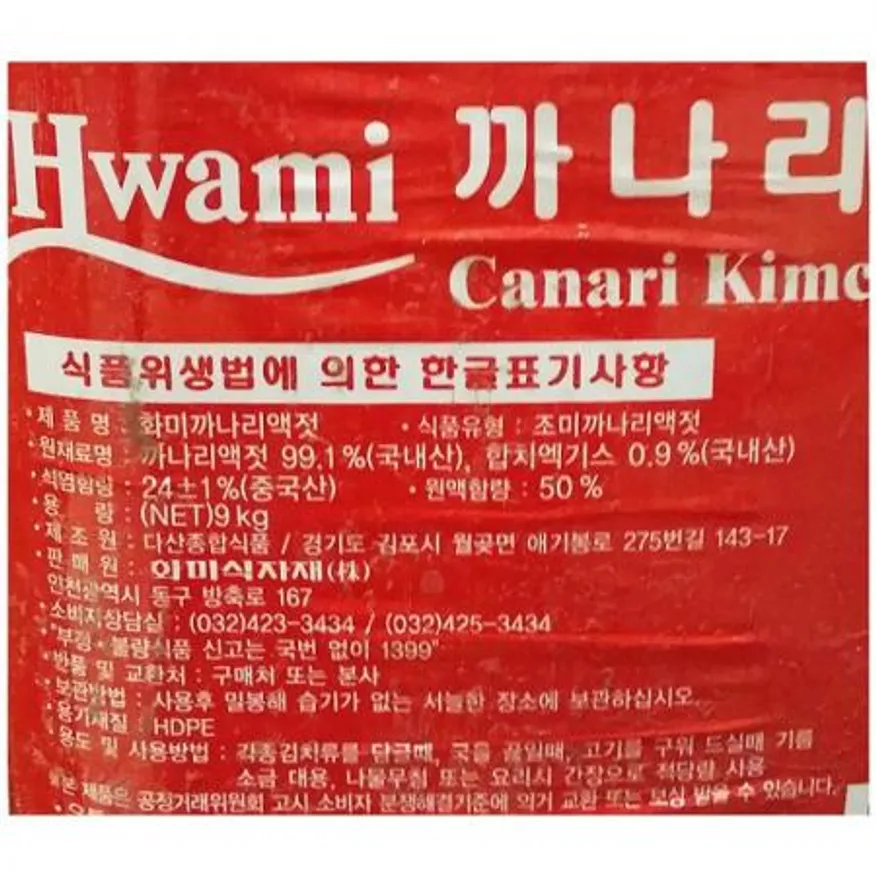 Hwami 까나리
Canari Kimc
식품위생법에 의한 한글표기사항
·제 품 명 : 화미까나리액젓 ·식품유형 : 조미까나리액젓
·원재료명 : 까나리액젓 99.1%(국내산), 합치엑기스 0.9%(국내산)
·식염함량 : 24±1%(중국산) ·원액함량 : 50%
·용 량 : (NET)9kg
·제 조 원 : 다산종합식품 / 경기도 김포시 월곶면 애기봉로 275번길 143-17
·판 매 원 : 화미식자재(株)
인천광역시 동구 방축로 167
·소비자상담실 : (032)423-3434 / (032)425-3434
"부정·불량식품 신고는 국번 없이 1399"
·반품 및 교환처 : 구매처 또는 본사
·보관방법 : 사용후 밀봉해 습기가 없는 서늘한 장소에 보관하십시오.
·용기재질 : HDPE
·용도 및 사용방법 : 각종김치류를 담글때, 국을 끓일때, 고기를 구워 드실때 기름
소금 대용, 나물무침 또는 요리시 간장으로 적당량 사용
본 제품은 공정거래위원회 고시 소비자 분쟁해결기준에 의거 교환 또는 보상 받을 수 있습니다.